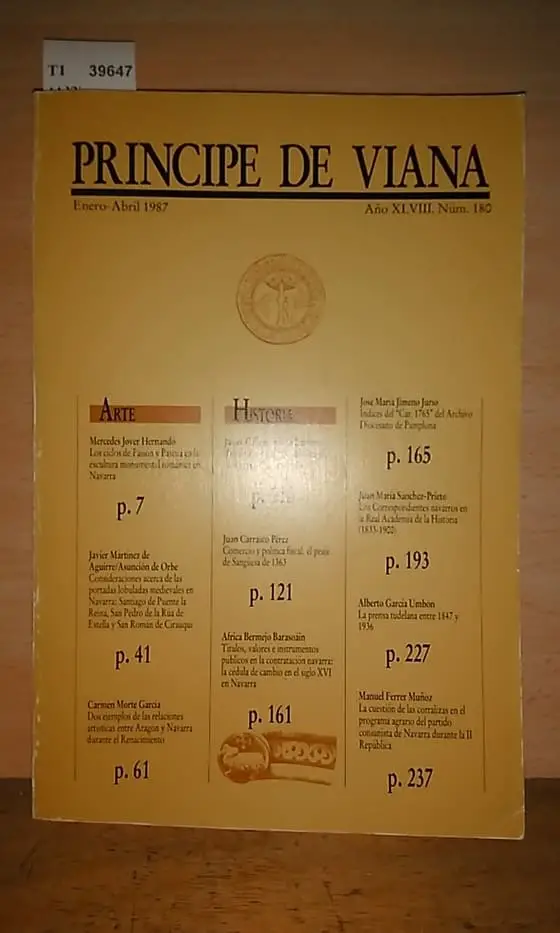 T1 39647
PRINCIPE DE VIANA
Enero-Abril 1987
Año XLVIII. Núm. 180
ARTE
Mercedes Jover Hernando
Los ciclos de Pasión y Pascua en la
escultura monumental románica en
Navarra
p. 7
Javier Martínez de
Aguirre/Asunción de Orbe
Consideraciones acerca de las
portadas lobuladas medievales en
Navarra: Santiago de Puente la
Reina, San Pedro de la Rúa de
Estella y San Román de Cirauqui
p. 41
Carmen Morte García
Dos ejemplos de las relaciones
artísticas entre Aragón y Navarra
durante el Renacimiento
p. 61
HISTORIA
Juan Carrasco Pérez
Comercio y política fiscal: el peaje
de Sangüesa de 1363
p. 121
Africa Bermejo Barasoáin
Títulos, valores e instrumentos
públicos en la contratación navarra:
la cédula de cambio en el siglo XVI
en Navarra
p. 161
José María Jimeno Jurío
Indices del "Car. 1765" del Archivo
Diocesano de Pamplona
p. 165
Juan María Sánchez-Prieto
Los Correspondientes navarros en
la Real Academia de la Historia
(1833-1900)
p. 193
Alberto García Umbón
La prensa tudelana entre 1847 y
1936
p. 227
Manuel Ferrer Muñoz
La cuestión de las corralizas en el
programa agrario del partido
comunista de Navarra durante la II
República
p. 237